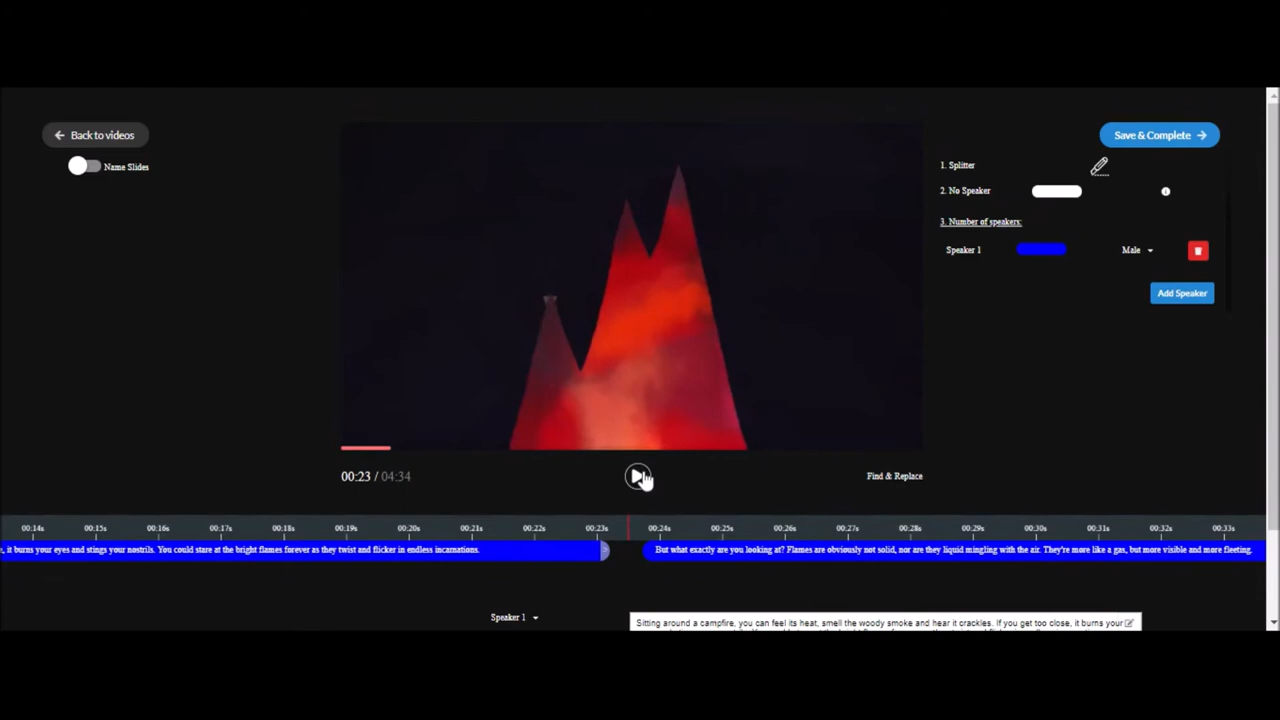 Back to videos
Save & Complete
Name Slides
1. Splitter
2. No Speaker
3. Number of speakers:
Speaker 1
Male
Add Speaker
00:23 / 04:34
Find & Replace
00:14s 00:15s 00:16s 00:17s 00:18s 00:19s 00:20s 00:21s 00:22s 00:23s 00:24s 00:25s 00:26s 00:27s 00:28s 00:29s 00:30s 00:31s 00:32s 00:33s
, it burns your eyes and stings your nostrils. You could stare at the bright flames forever as they twist and flicker in endless incarnations.
But what exactly are you looking at? Flames are obviously not solid, nor are they liquid mingling with the air. They're more like a gas, but more visible and more fleeting.
Speaker 1
Sitting around a campfire, you can feel its heat, smell the woody smoke and hear it crackles. If you get too close, it burns your